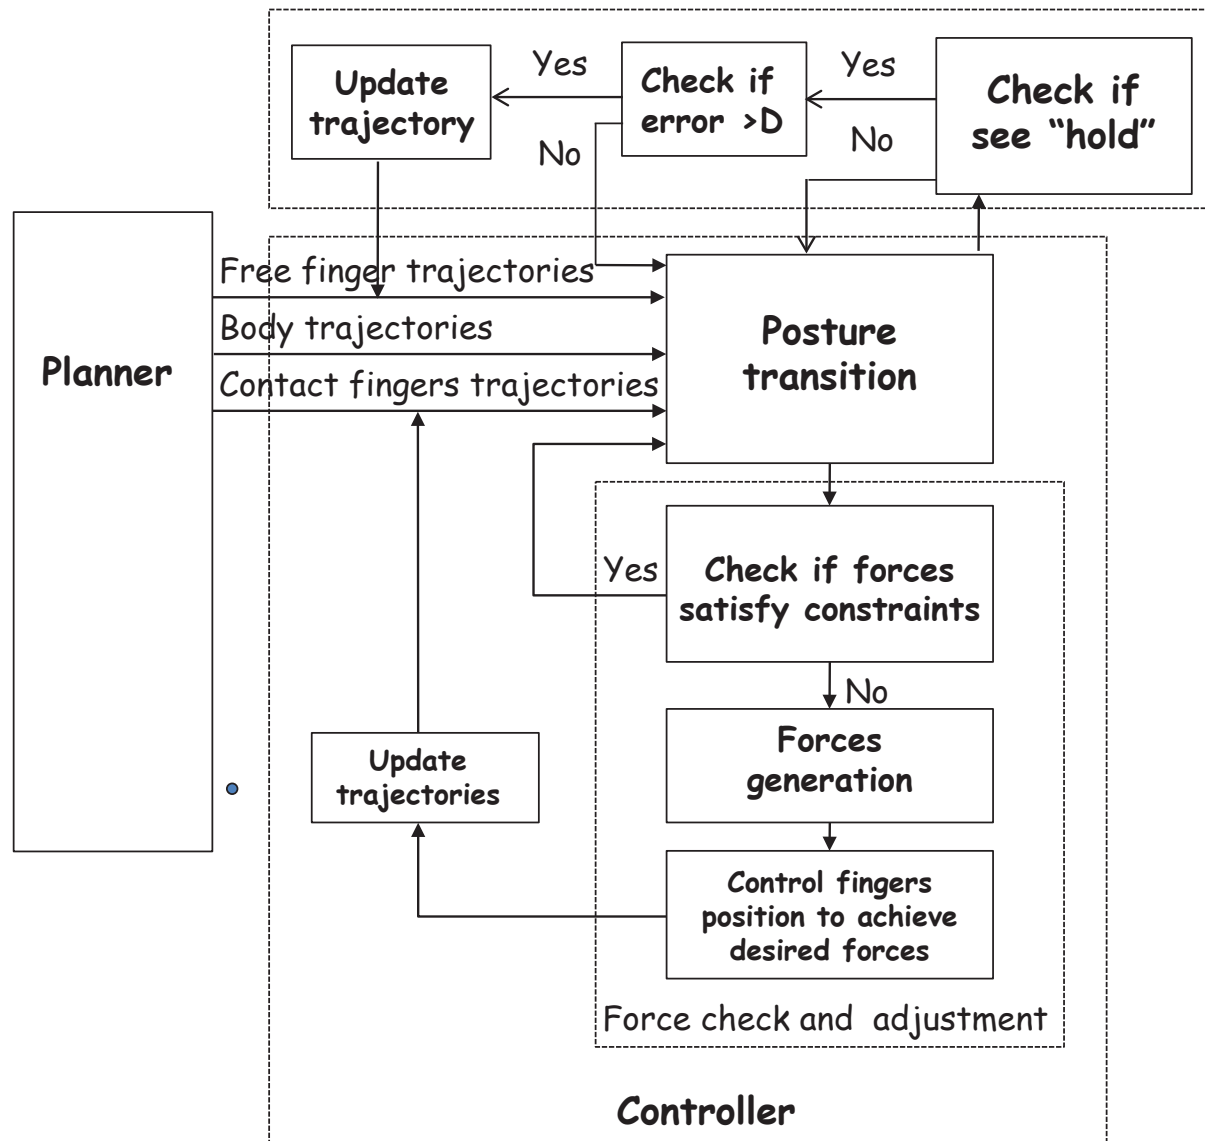 Update
trajectory
Yes
Check if
error >D
Yes
Check if
see “hold”
No
No
Planner
Free finger trajectories
Body trajectories
Contact fingers trajectories
Posture
transition
Yes
Check if forces
satisfy constraints
No
Forces
generation
Update
trajectories
Control fingers
position to achieve
desired forces
Force check and adjustment
Controller